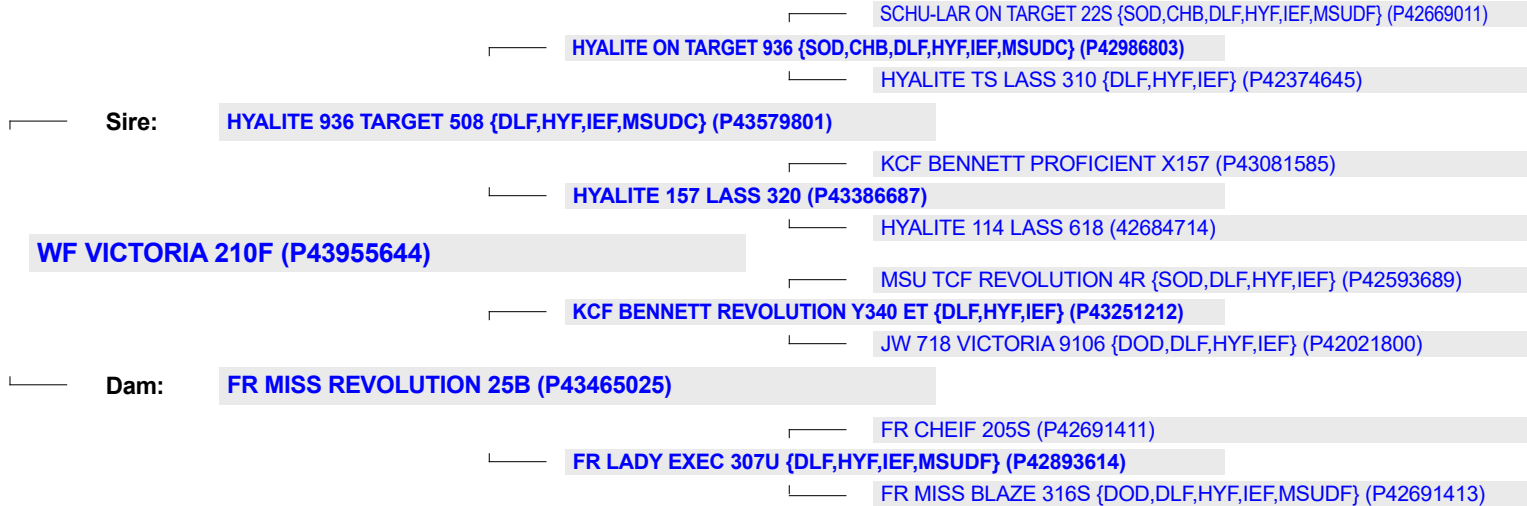 SCHU-LAR ON TARGET 22S {SOD,CHB,DLF,HYF,IEF,MSUDF} (P42669011)
HYALITE ON TARGET 936 {SOD,CHB,DLF,HYF,IEF,MSUDC} (P42986803)
HYALITE TS LASS 310 {DLF,HYF,IEF} (P42374645)
Sire: HYALITE 936 TARGET 508 {DLF,HYF,IEF,MSUDC} (P43579801)
KCF BENNETT PROFICIENT X157 (P43081585)
HYALITE 157 LASS 320 (P43386687)
HYALITE 114 LASS 618 (42684714)
WF VICTORIA 210F (P43955644)
MSU TCF REVOLUTION 4R {SOD,DLF,HYF,IEF} (P42593689)
KCF BENNETT REVOLUTION Y340 ET {DLF,HYF,IEF} (P43251212)
JW 718 VICTORIA 9106 {DOD,DLF,HYF,IEF} (P42021800)
Dam: FR MISS REVOLUTION 25B (P43465025)
FR CHEIF 205S (P42691411)
FR LADY EXEC 307U {DLF,HYF,IEF,MSUDF} (P42893614)
FR MISS BLAZE 316S {DOD,DLF,HYF,IEF,MSUDF} (P42691413)